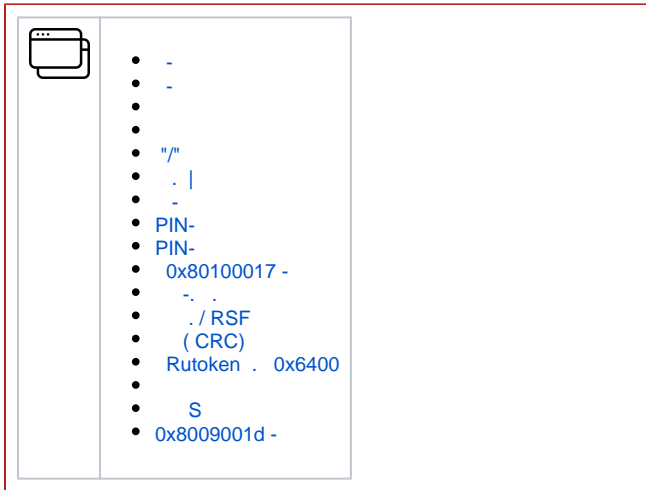 -
-
"/"
. |
-
PIN-
PIN-
0x80100017 -
-. .
. / RSF
( CRC)
Rutoken . 0x6400
S
0x8009001d -